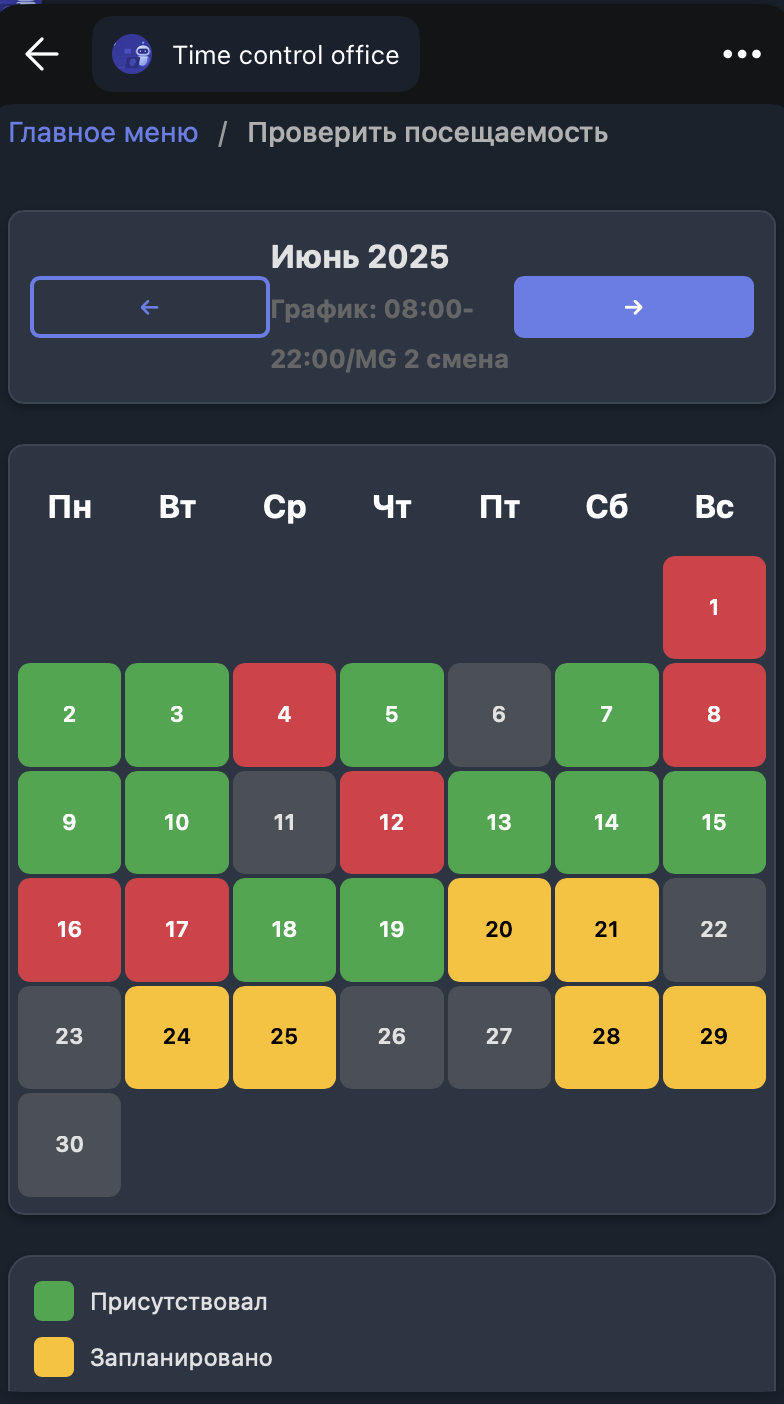 Time control office
Главное меню / Проверить посещаемость
Июнь 2025
График: 08:00-
22:00/MG 2 смена
Пн Вт Ср Чт Пт Сб Вс
1
2 3 4 5 6 7 8
9 10 11 12 13 14 15
16 17 18 19 20 21 22
23 24 25 26 27 28 29
30
Присутствовал
Запланировано